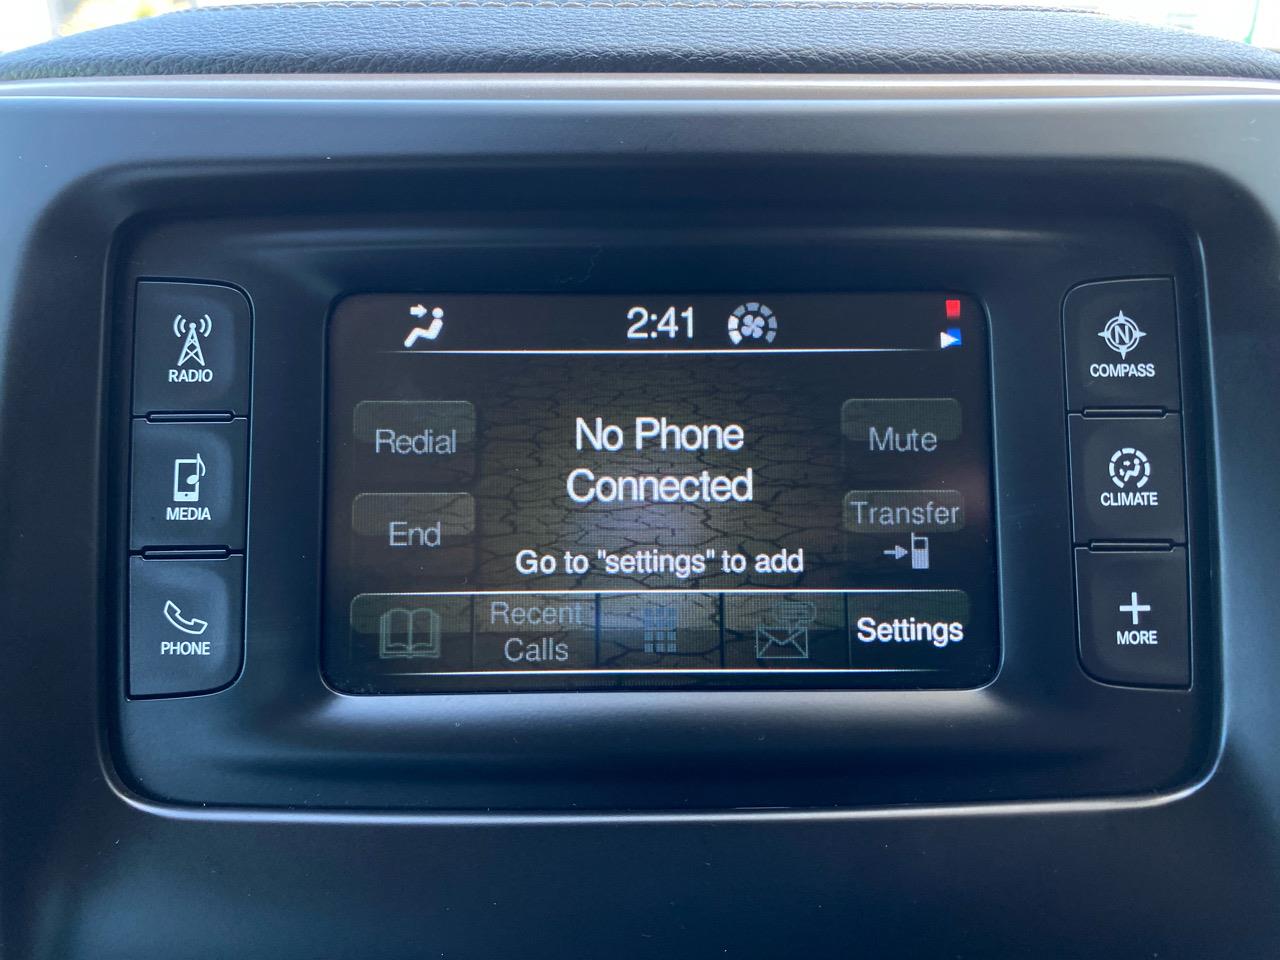 2:41
RADIO
MEDIA
PHONE
Redial
End
No Phone
Connected
Go to "settings" to add
Mute
Transfer
Recent
Calls
Settings
N
COMPASS
CLIMATE
MORE